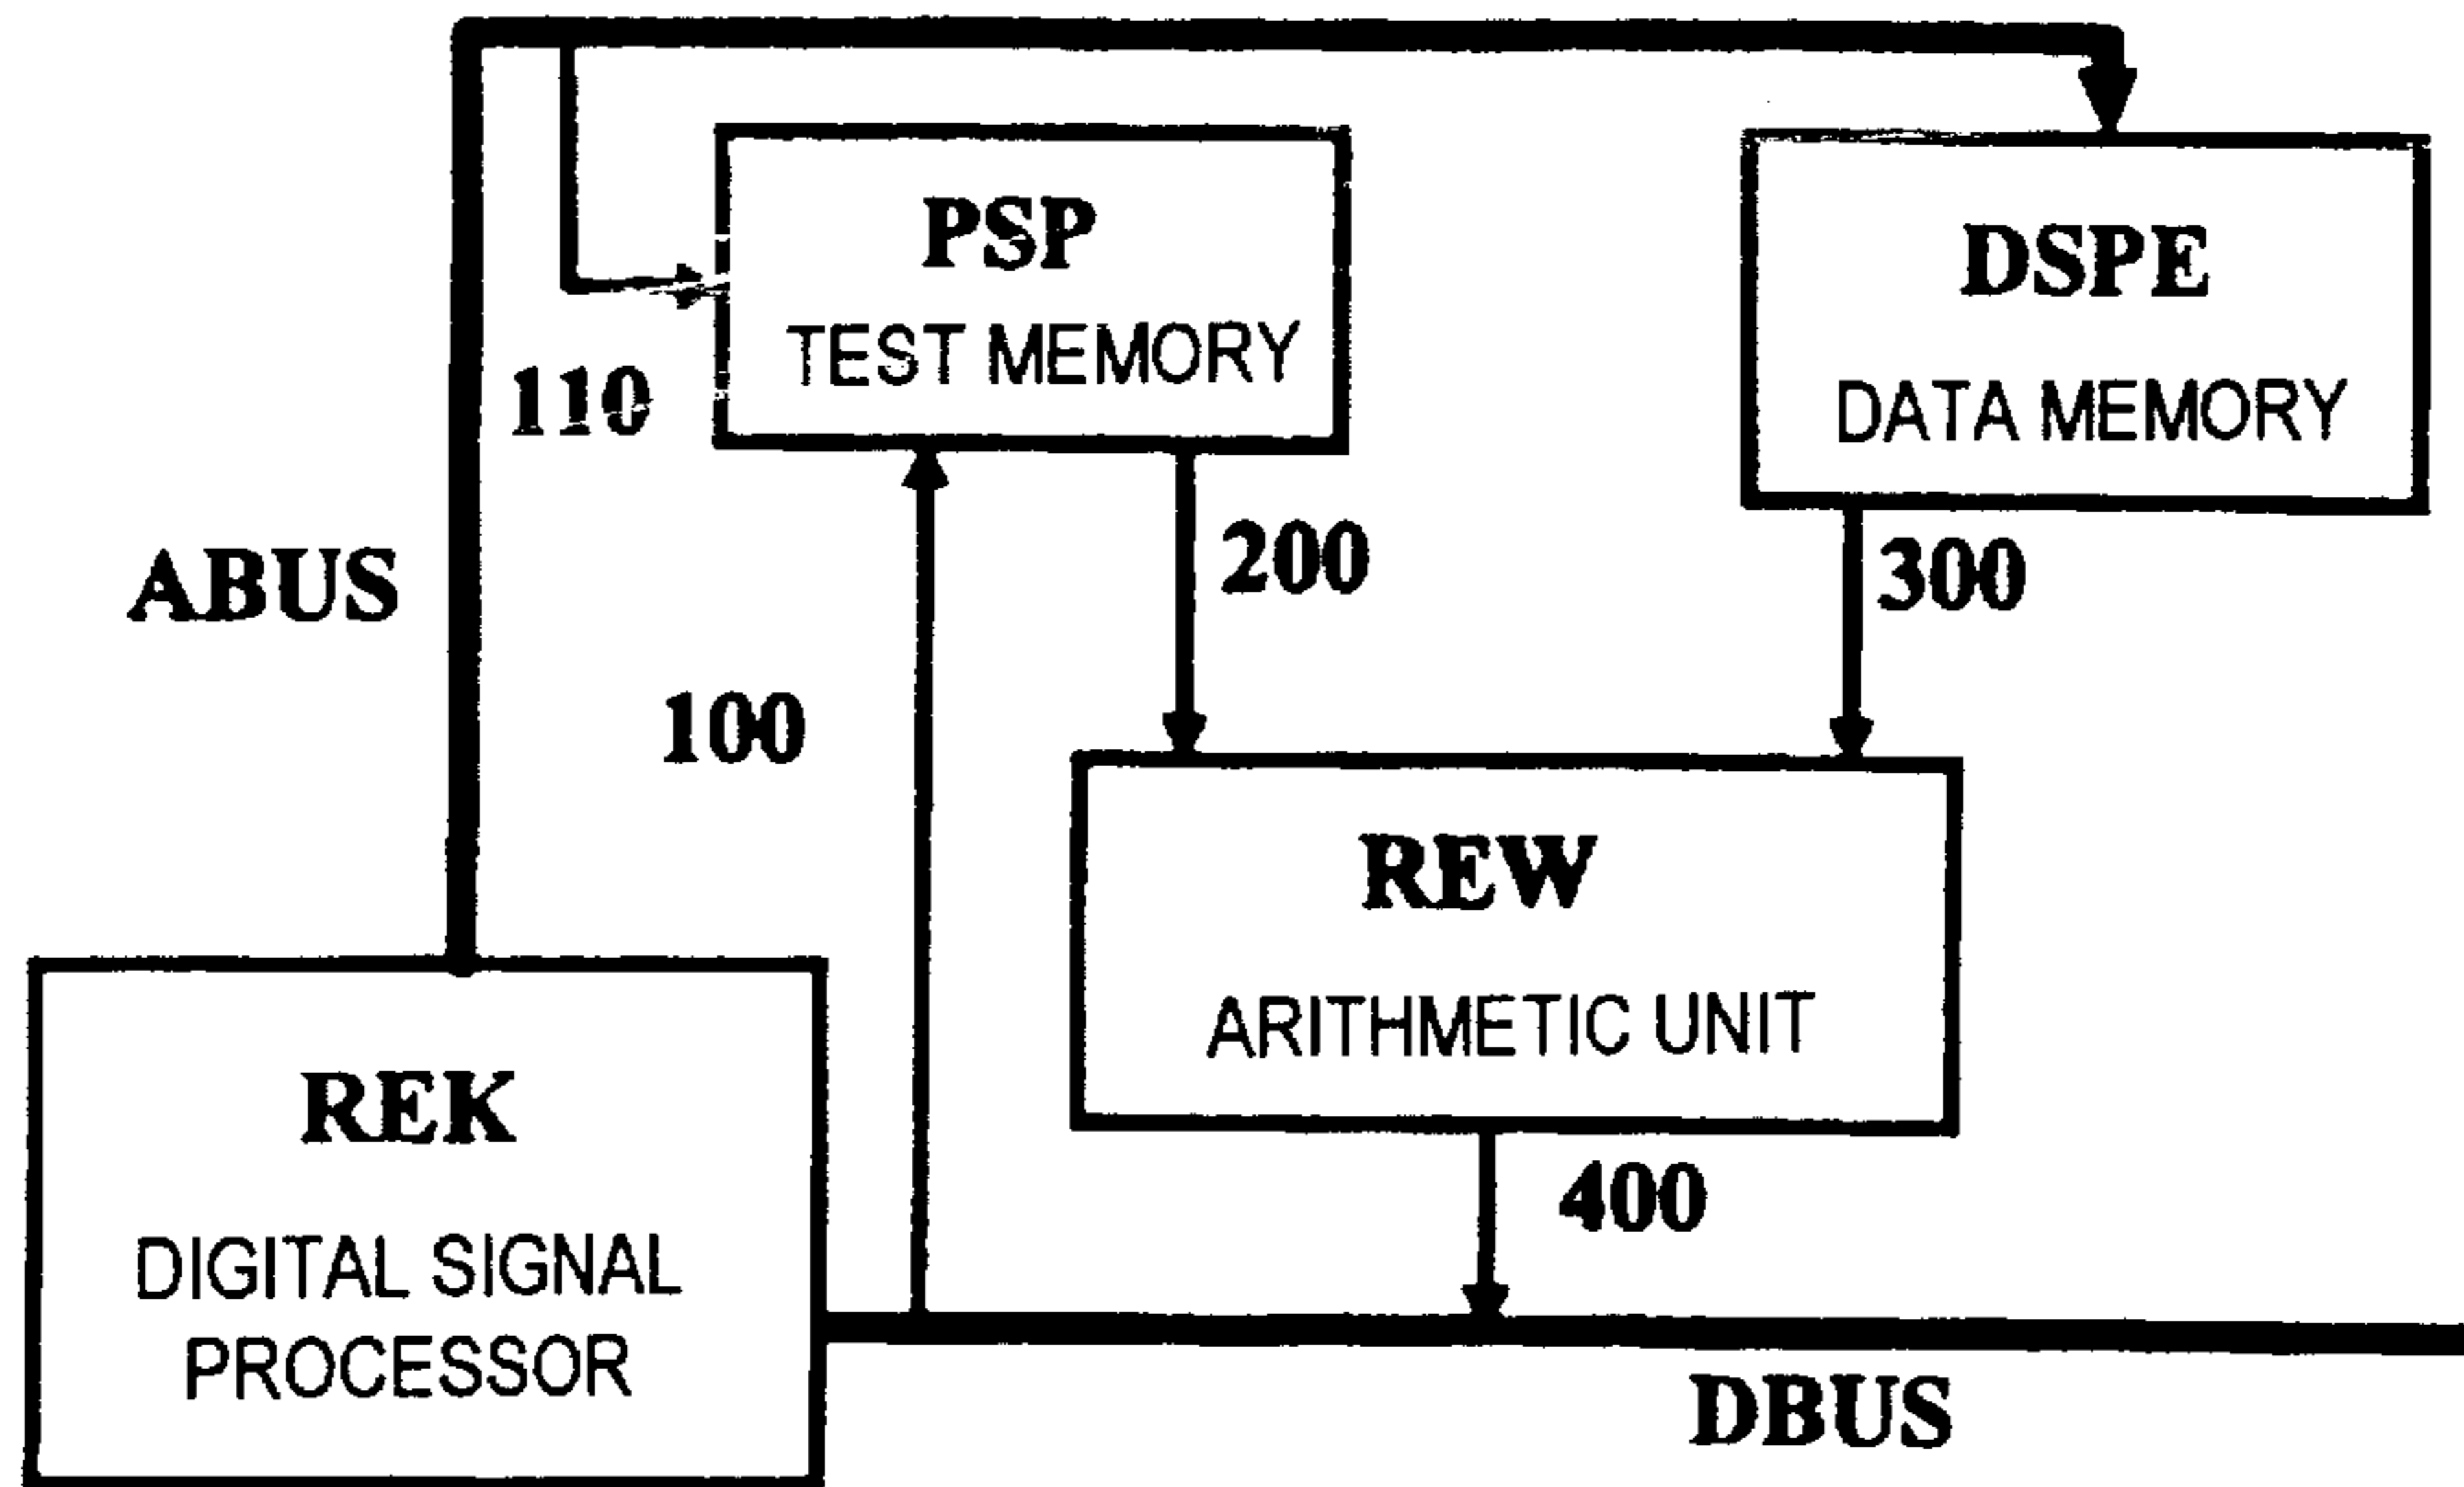 PSP
TEST MEMORY
DSPE
DATA MEMORY
110
ABUS
200
300
100
REW
ARITHMETIC UNIT
REK
DIGITAL SIGNAL
PROCESSOR
400
DBUS